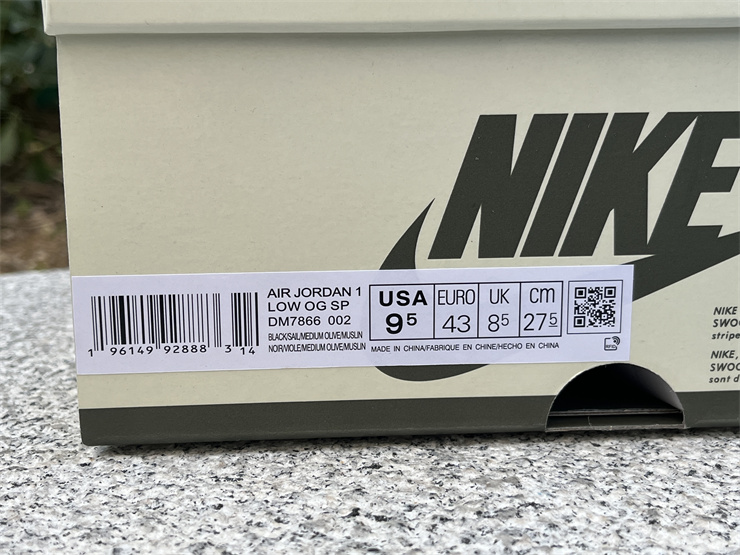 NIKE
AIR JORDAN 1
LOW OG SP
DM7866 002
BLACK/SAIL/MEDIUM OLIVE/MUSLIN
NOIR/VOILE/MEDIUM OLIVE/MUSLIN
1 96149 92888 3 14
USA
9 5
EURO
43
UK
8 5
cm
27 5
MADE IN CHINA/FABRIQUE EN CHINE/HECHO EN CHINA
RFID
NIKE
SWOO
stripe
NIKE,
SWOO
sont d